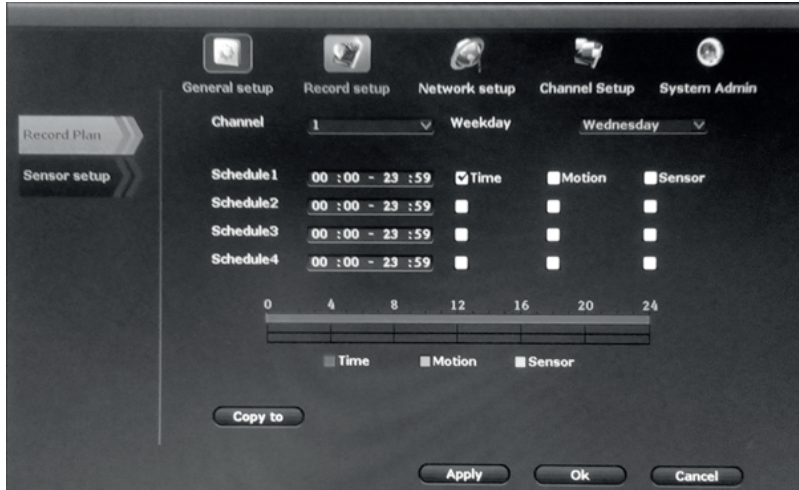 General setup Record setup Network setup Channel Setup System Admin
Record Plan
Sensor setup
Channel 1 Weekday Wednesday
Schedule1 00 :00 - 23 :59 Time Motion Sensor
Schedule2 00 :00 - 23 :59
Schedule3 00 :00 - 23 :59
Schedule4 00 :00 - 23 :59
0 4 8 12 16 20 24
Time Motion Sensor
Copy to
Apply Ok Cancel